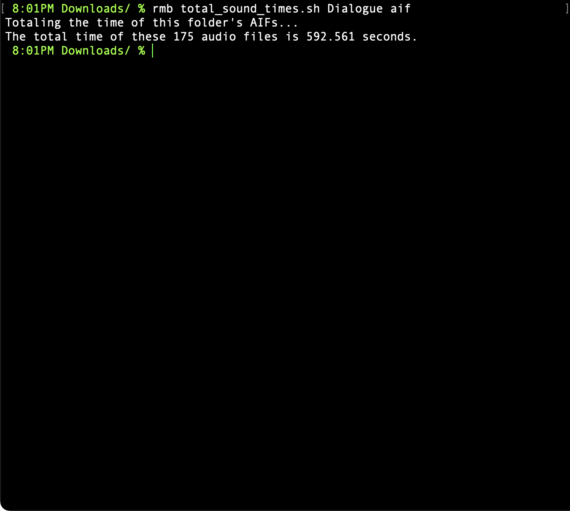 [ 8:01PM Downloads/ % rmb total_sound_times.sh Dialogue aif ]
Totaling the time of this folder's AIFs...
The total time of these 175 audio files is 592.561 seconds.
8:01PM Downloads/ %